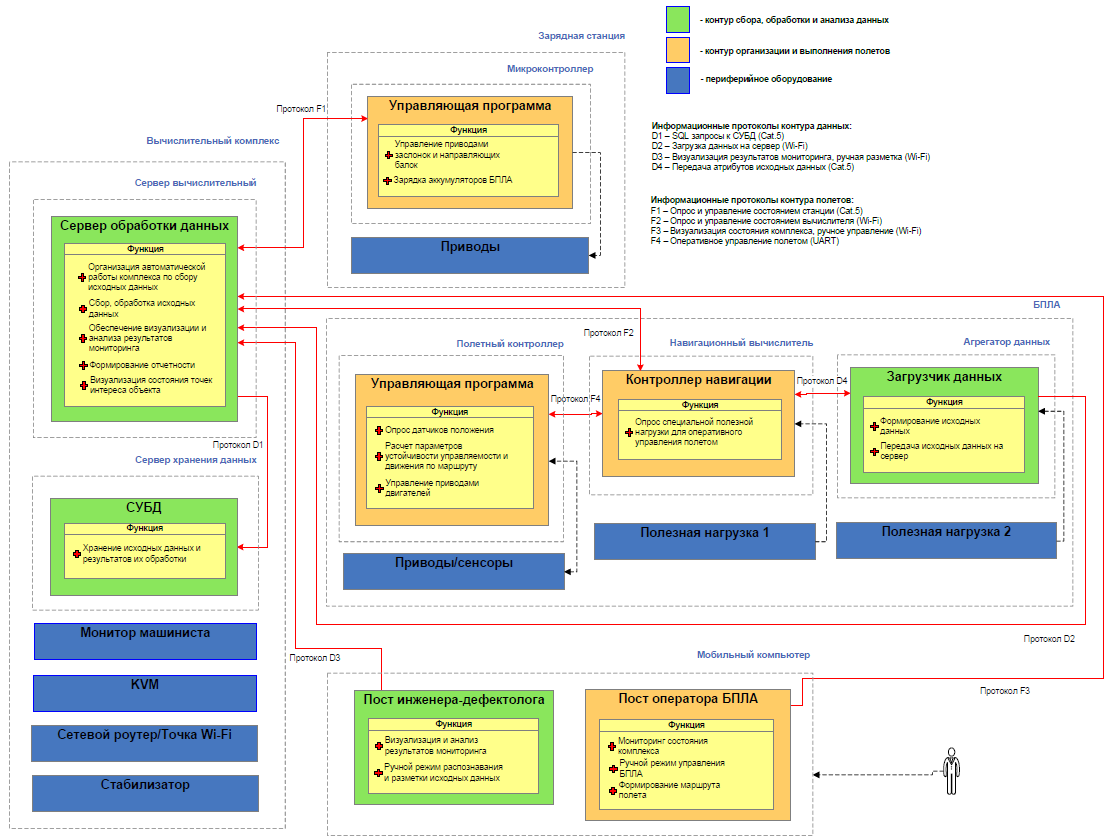 - контур сбора, обработки и анализа данных
- контур организации и выполнения полетов
- периферийное оборудование
Информационные протоколы контура данных:
D1 – SQL запросы к СУБД (Cat.5)
D2 – Загрузка данных на сервер (Wi-Fi)
D3 – Визуализация результатов мониторинга, ручная разметка (Wi-Fi)
D4 – Передача атрибутов исходных данных (Cat.5)
Информационные протоколы контура полетов:
F1 – Опрос и управление состоянием станции (Cat.5)
F2 – Опрос и управление состоянием вычислителя (Wi-Fi)
F3 – Визуализация состояния комплекса, ручное управление (Wi-Fi)
F4 – Оперативное управление полетом (UART)
Зарядная станция
Микроконтроллер
Управляющая программа
Функция
Управление приводами
заслонок и направляющих
балок
Зарядка аккумуляторов БПЛА
Приводы
Протокол F1
Вычислительный комплекс
Сервер вычислительный
Сервер обработки данных
Функция
Организация автоматической
работы комплекса по сбору
исходных данных
Сбор, обработка исходных
данных
Обеспечение визуализации и
анализа результатов
мониторинга
Формирование отчетности
Визуализация состояния точек
интереса объекта
Протокол D1
Сервер хранения данных
СУБД
Функция
Хранение исходных данных и
результатов их обработки
Монитор машиниста
KVM
Сетевой роутер/Точка Wi-Fi
Стабилизатор
БПЛА
Протокол F2
Полетный контроллер
Управляющая программа
Функция
Опрос датчиков положения
Расчет параметров
устойчивости управляемости и
движения по маршруту
Управление приводами
двигателей
Приводы/сенсоры
Протокол F4
Навигационный вычислитель
Контроллер навигации
Функция
Опрос специальной полезной
нагрузки для оперативного
управления полетом
Полезная нагрузка 1
Протокол D4
Агрегатор данных
Загрузчик данных
Функция
Формирование исходных
данных
Передача исходных данных на
сервер
Полезная нагрузка 2
Протокол D2
Протокол D3
Мобильный компьютер
Протокол F3
Пост инженера-дефектолога
Функция
Визуализация и анализ
результатов мониторинга
Ручной режим распознавания
и разметки исходных данных
Пост оператора БПЛА
Функция
Мониторинг состояния
комплекса
Ручной режим управления
БПЛА
Формирование маршрута
полета